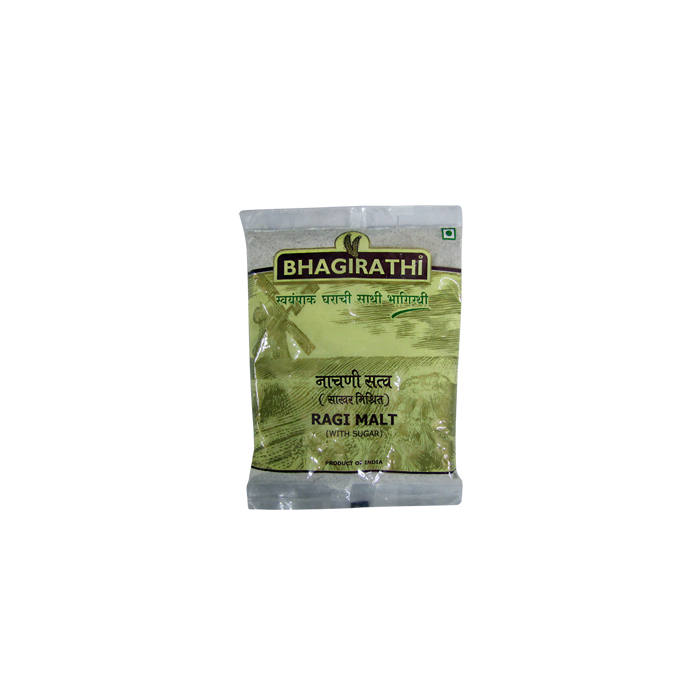 BHAGIRATHI
स्वयंपाक घराची साथी भागिरथी
नाचणी सत्व
(साखर मिश्रित)
RAGI MALT
(WITH SUGAR)
PRODUCT OF INDIA